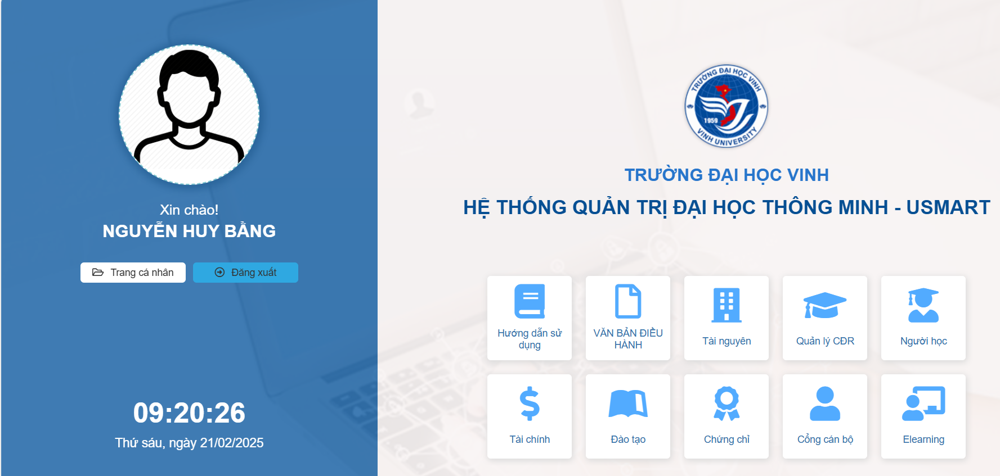 Xin chào!
NGUYỄN HUY BẰNG
Trang cá nhân
Đăng xuất
09:20:26
Thứ sáu, ngày 21/02/2025
TRƯỜNG ĐẠI HỌC VINH
1959
VINH UNIVERSITY
TRƯỜNG ĐẠI HỌC VINH
HỆ THỐNG QUẢN TRỊ ĐẠI HỌC THÔNG MINH - USMART
Hướng dẫn sử
dụng
VĂN BẢN ĐIỀU
HÀNH
Tài nguyên
Quản lý CĐR
Người học
Tài chính
Đào tạo
Chứng chỉ
Cổng cán bộ
Elearning